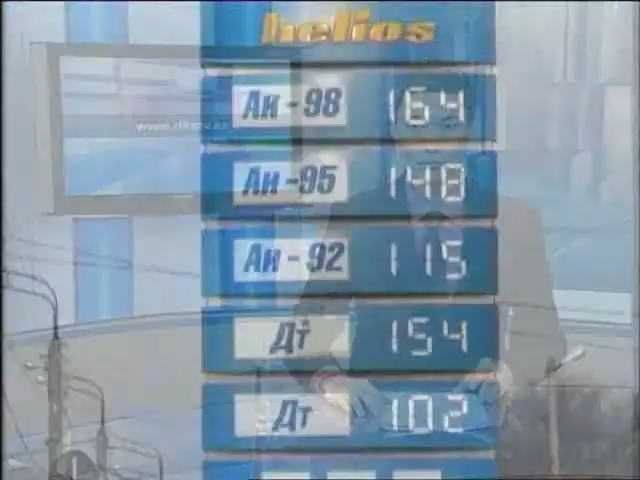 helios
Аи - 98 164
Аи -95 148
Аи - 92 115
Дт 154
Дт 102